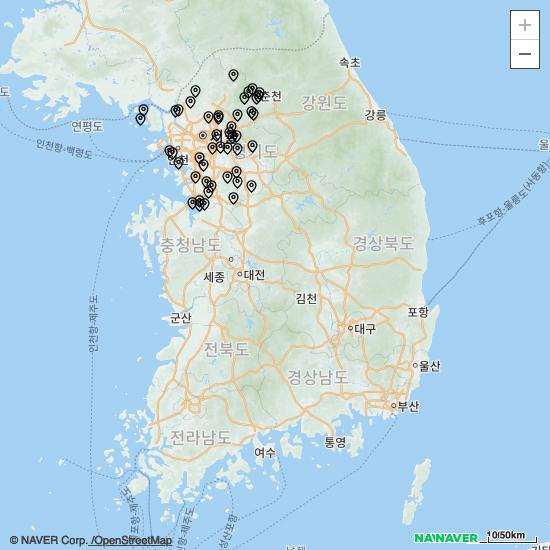 +
−
속초
춘천
강원도
강릉
연평도
인천
인천항-백령도
경기도
후포항-울릉도(사동항)
충청남도
경상북도
세종
대전
김천
인천항-제주도
군산
포항
대구
전북도
울산
경상남도
부산
전라남도
통영
여수
© NAVER Corp. /OpenStreetMap
NAVER
10/50km